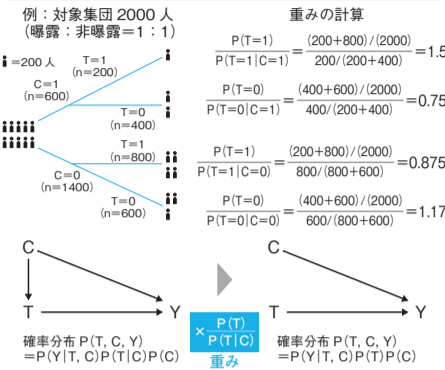 例：対象集団 2000 人
（曝露：非曝露＝1：1）
＝200 人
T=1
(n=200)
C=1
(n=600)
T=0
(n=400)
T=1
(n=800)
C=0
(n=1400)
T=0
(n=600)
重みの計算
P(T=1)/P(T=1|C=1)={(200+800)/(2000)}/{200/(200+400)}=1.5
P(T=0)/P(T=0|C=1)={(400+600)/(2000)}/{400/(200+400)}=0.75
P(T=1)/P(T=1|C=0)={(200+800)/(2000)}/{800/(800+600)}=0.875
P(T=0)/P(T=0|C=0)={(400+600)/(2000)}/{600/(800+600)}=1.17
C
T
Y
確率分布 P(T, C, Y)
=P(Y|T, C)P(T|C)P(C)
×P(T)/P(T|C)
重み
C
T
Y
確率分布 P(T, C, Y)
=P(Y|T, C)P(T)P(C)